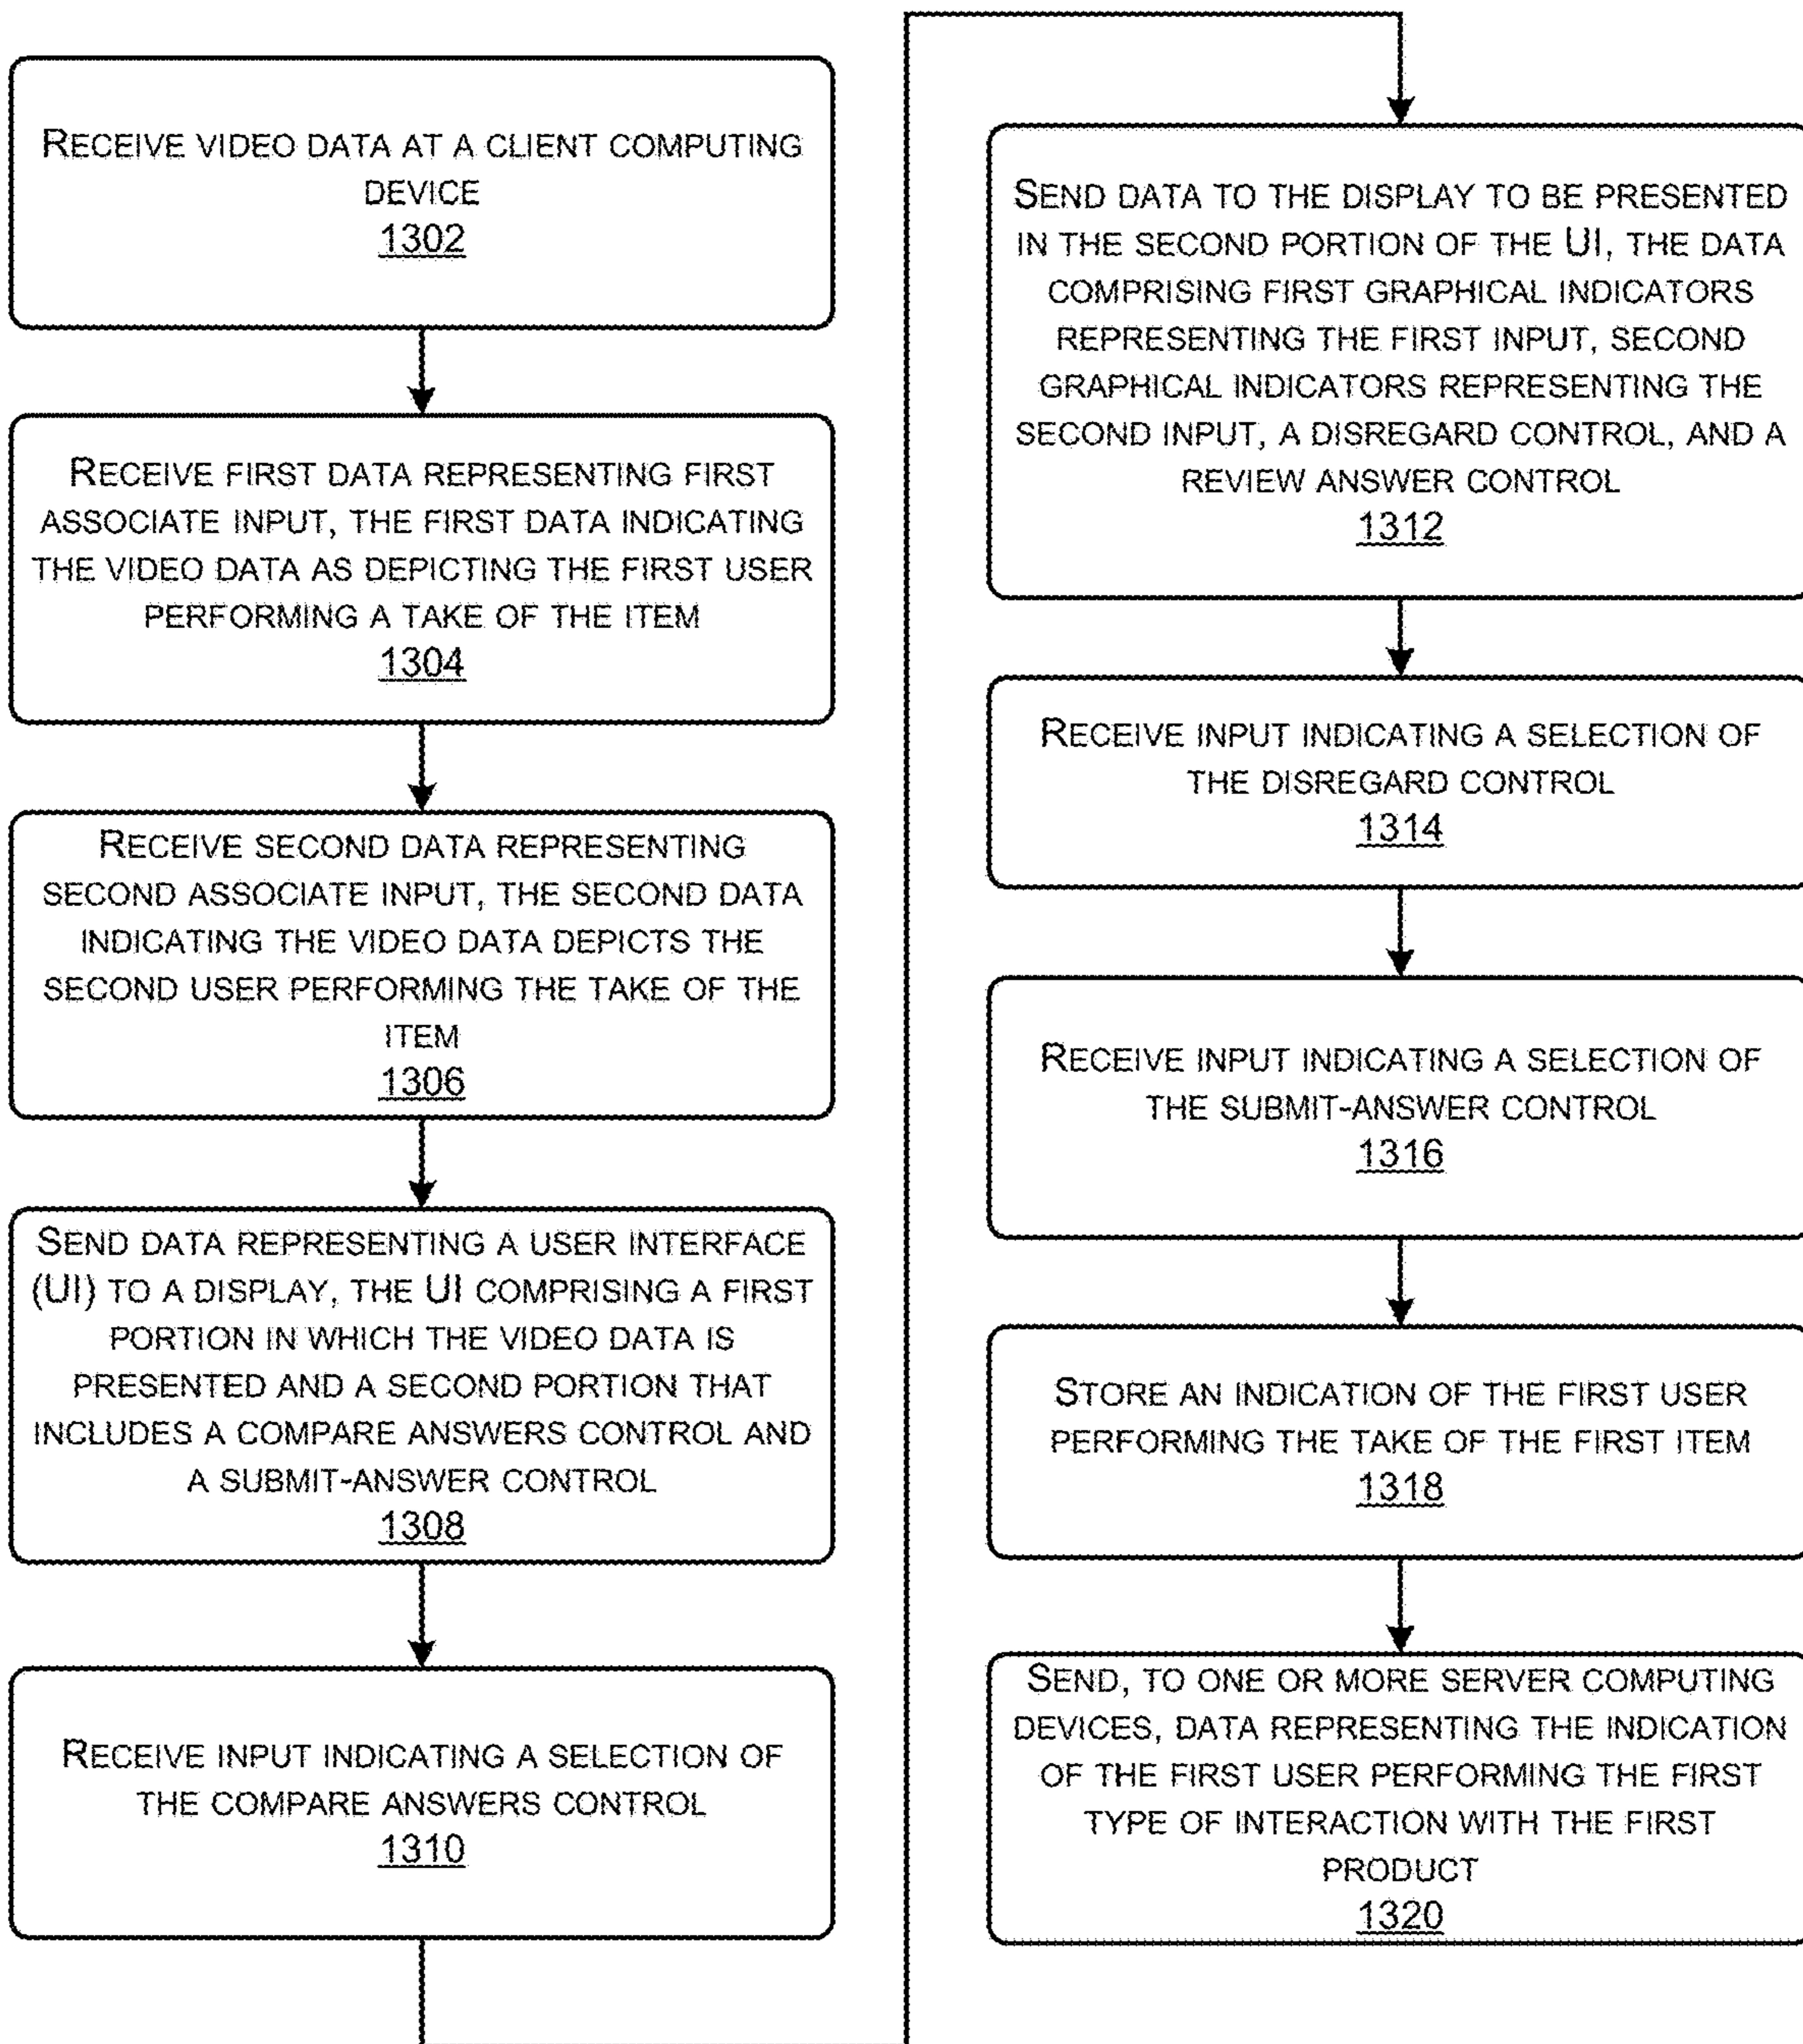 RECEIVE VIDEO DATA AT A CLIENT COMPUTING
DEVICE
1302
RECEIVE FIRST DATA REPRESENTING FIRST
ASSOCIATE INPUT, THE FIRST DATA INDICATING
THE VIDEO DATA AS DEPICTING THE FIRST USER
PERFORMING A TAKE OF THE ITEM
1304
RECEIVE SECOND DATA REPRESENTING
SECOND ASSOCIATE INPUT, THE SECOND DATA
INDICATING THE VIDEO DATA DEPICTS THE
SECOND USER PERFORMING THE TAKE OF THE
ITEM
1306
SEND DATA REPRESENTING A USER INTERFACE
(UI) TO A DISPLAY, THE UI COMPRISING A FIRST
PORTION IN WHICH THE VIDEO DATA IS
PRESENTED AND A SECOND PORTION THAT
INCLUDES A COMPARE ANSWERS CONTROL AND
A SUBMIT-ANSWER CONTROL
1308
RECEIVE INPUT INDICATING A SELECTION OF
THE COMPARE ANSWERS CONTROL
1310
SEND DATA TO THE DISPLAY TO BE PRESENTED
IN THE SECOND PORTION OF THE UI, THE DATA
COMPRISING FIRST GRAPHICAL INDICATORS
REPRESENTING THE FIRST INPUT, SECOND
GRAPHICAL INDICATORS REPRESENTING THE
SECOND INPUT, A DISREGARD CONTROL, AND A
REVIEW ANSWER CONTROL
1312
RECEIVE INPUT INDICATING A SELECTION OF
THE DISREGARD CONTROL
1314
RECEIVE INPUT INDICATING A SELECTION OF
THE SUBMIT-ANSWER CONTROL
1316
STORE AN INDICATION OF THE FIRST USER
PERFORMING THE TAKE OF THE FIRST ITEM
1318
SEND, TO ONE OR MORE SERVER COMPUTING
DEVICES, DATA REPRESENTING THE INDICATION
OF THE FIRST USER PERFORMING THE FIRST
TYPE OF INTERACTION WITH THE FIRST
PRODUCT
1320